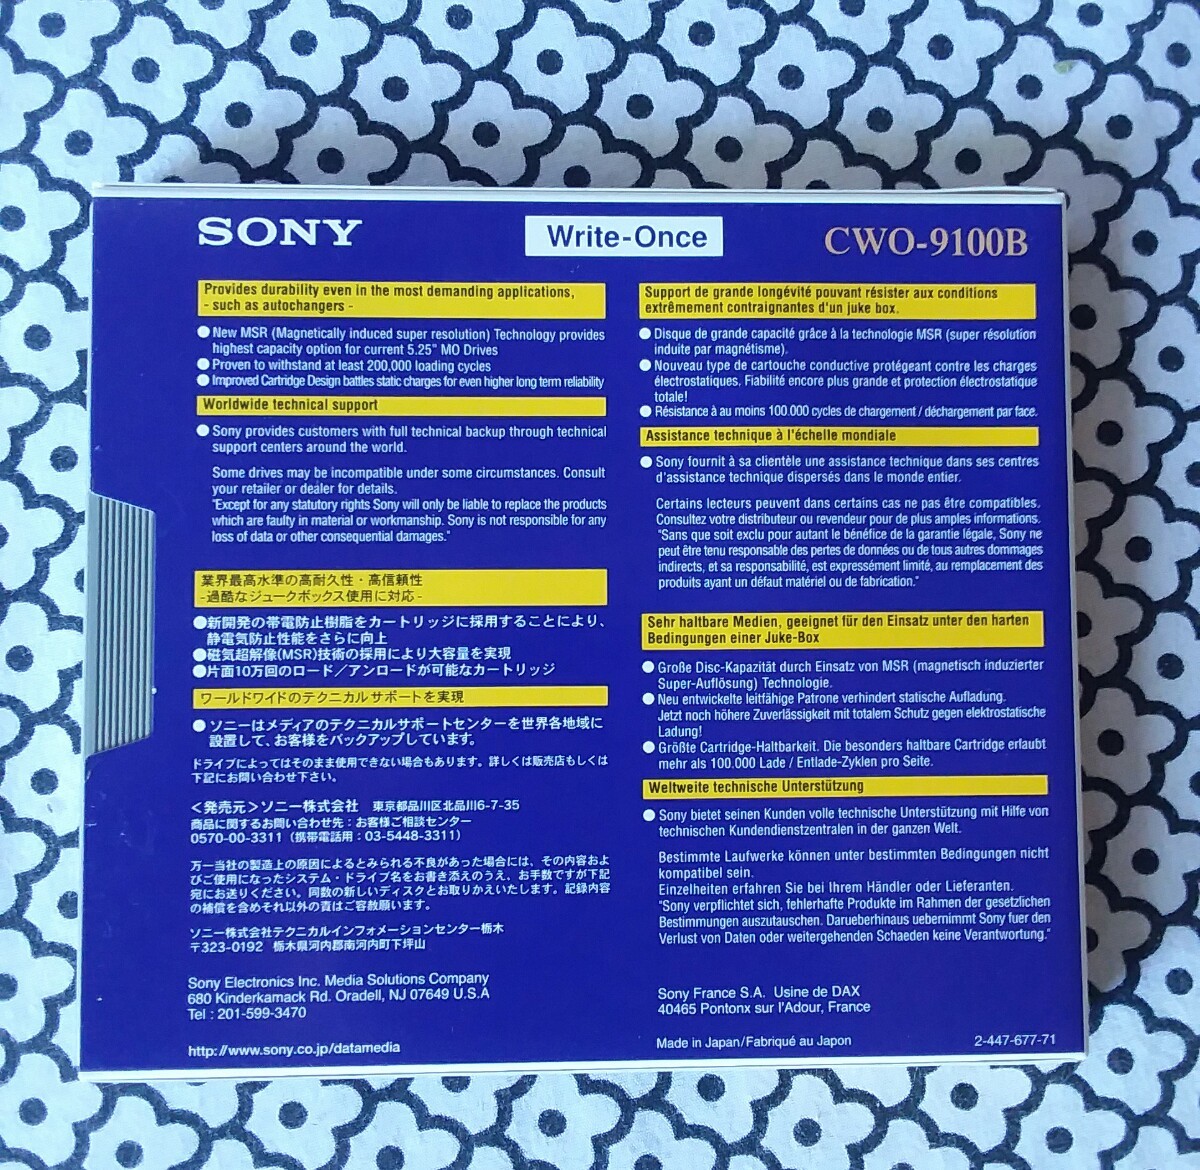 SONY
Write-Once
CWO-9100B
Provides durability even in the most demanding applications,
- such as autochangers -
●New MSR (Magnetically induced super resolution) Technology provides
highest capacity option for current 5.25" MO Drives
●Proven to withstand at least 200,000 loading cycles
●Improved Cartridge Design battles static charges for even higher long term reliability
Worldwide technical support
●Sony provides customers with full technical backup through technical
support centers around the world.
Some drives may be incompatible under some circumstances. Consult
your retailer or dealer for details.
"Except for any statutory rights Sony will only be liable to replace the products
which are faulty in material or workmanship. Sony is not responsible for any
loss of data or other consequential damages."
業界最高水準の高耐久性・高信頼性
-過酷なジュークボックス使用に対応-
●新開発の帯電防止樹脂をカートリッジに採用することにより、
静電気防止性能をさらに向上
●磁気超解像(MSR)技術の採用により大容量を実現
●片面10万回のロード／アンロードが可能なカートリッジ
ワールドワイドのテクニカルサポートを実現
●ソニーはメディアのテクニカルサポートセンターを世界各地域に
設置して、お客様をバックアップしています。
ドライブによってはそのまま使用できない場合もあります。詳しくは販売店もしくは
下記にお問い合わせ下さい。
＜発売元＞ソニー株式会社 東京都品川区北品川6-7-35
商品に関するお問い合わせ先：お客様ご相談センター
0570-00-3311（携帯電話用：03-5448-3311）
万一当社の製造上の原因によるとみられる不良があった場合には、その内容およ
びご使用になったシステム・ドライブ名をお書き添えのうえ、お手数ですが下記
宛にお送りください。同数の新しいディスクとお取りかえいたします。記録内容
の補償を含めそれ以外の責はご容赦願います。
ソニー株式会社テクニカルインフォメーションセンター栃木
〒323-0192 栃木県河内郡南河内町下坪山
Sony Electronics Inc. Media Solutions Company
680 Kinderkamack Rd. Oradell, NJ 07649 U.S.A
Tel : 201-599-3470
http://www.sony.co.jp/datamedia
Support de grande longévité pouvant résister aux conditions
extrêmement contraignantes d'un juke box.
●Disque de grande capacité grâce à la technologie MSR (super résolution
induite par magnétisme).
●Nouveau type de cartouche conductive protégeant contre les charges
électrostatiques. Fiabilité encore plus grande et protection électrostatique
totale!
●Résistance à au moins 100.000 cycles de chargement / déchargement par face.
Assistance technique à l'échelle mondiale
●Sony fournit à sa clientèle une assistance technique dans ses centres
d'assistance technique dispersés dans le monde entier.
Certains lecteurs peuvent dans certains cas ne pas être compatibles.
Consultez votre distributeur ou revendeur pour de plus amples informations.
"Sans que soit exclu pour autant le bénéfice de la garantie légale, Sony ne
peut être tenu responsable des pertes de données ou de tous autres dommages
indirects, et sa responsabilité, est expressément limité, au remplacement des
produits ayant un défaut matériel ou de fabrication."
Sehr haltbare Medien, geeignet für den Einsatz unter den harten
Bedingungen einer Juke-Box
●Große Disc-Kapazität durch Einsatz von MSR (magnetisch induzierter
Super-Auflösung) Technologie.
●Neu entwickelte leitfähige Patrone verhindert statische Aufladung.
Jetzt noch höhere Zuverlässigkeit mit totalem Schutz gegen elektrostatische
Ladung!
●Größte Cartridge-Haltbarkeit. Die besonders haltbare Cartridge erlaubt
mehr als 100.000 Lade / Entlade-Zyklen pro Seite.
Weltweite technische Unterstützung
●Sony bietet seinen Kunden volle technische Unterstützung mit Hilfe von
technischen Kundendienstzentralen in der ganzen Welt.
Bestimmte Laufwerke können unter bestimmten Bedingungen nicht
kompatibel sein.
Einzelheiten erfahren Sie bei Ihrem Händler oder Lieferanten.
"Sony verpflichtet sich, fehlerhafte Produkte im Rahmen der gesetzlichen
Bestimmungen auszutauschen. Darueberhinaus uebernimmt Sony fuer den
Verlust von Daten oder weitergehenden Schaeden keine Verantwortung."
Sony France S.A. Usine de DAX
40465 Pontonx sur l'Adour, France
Made in Japan/Fabriqué au Japon
2-447-677-71